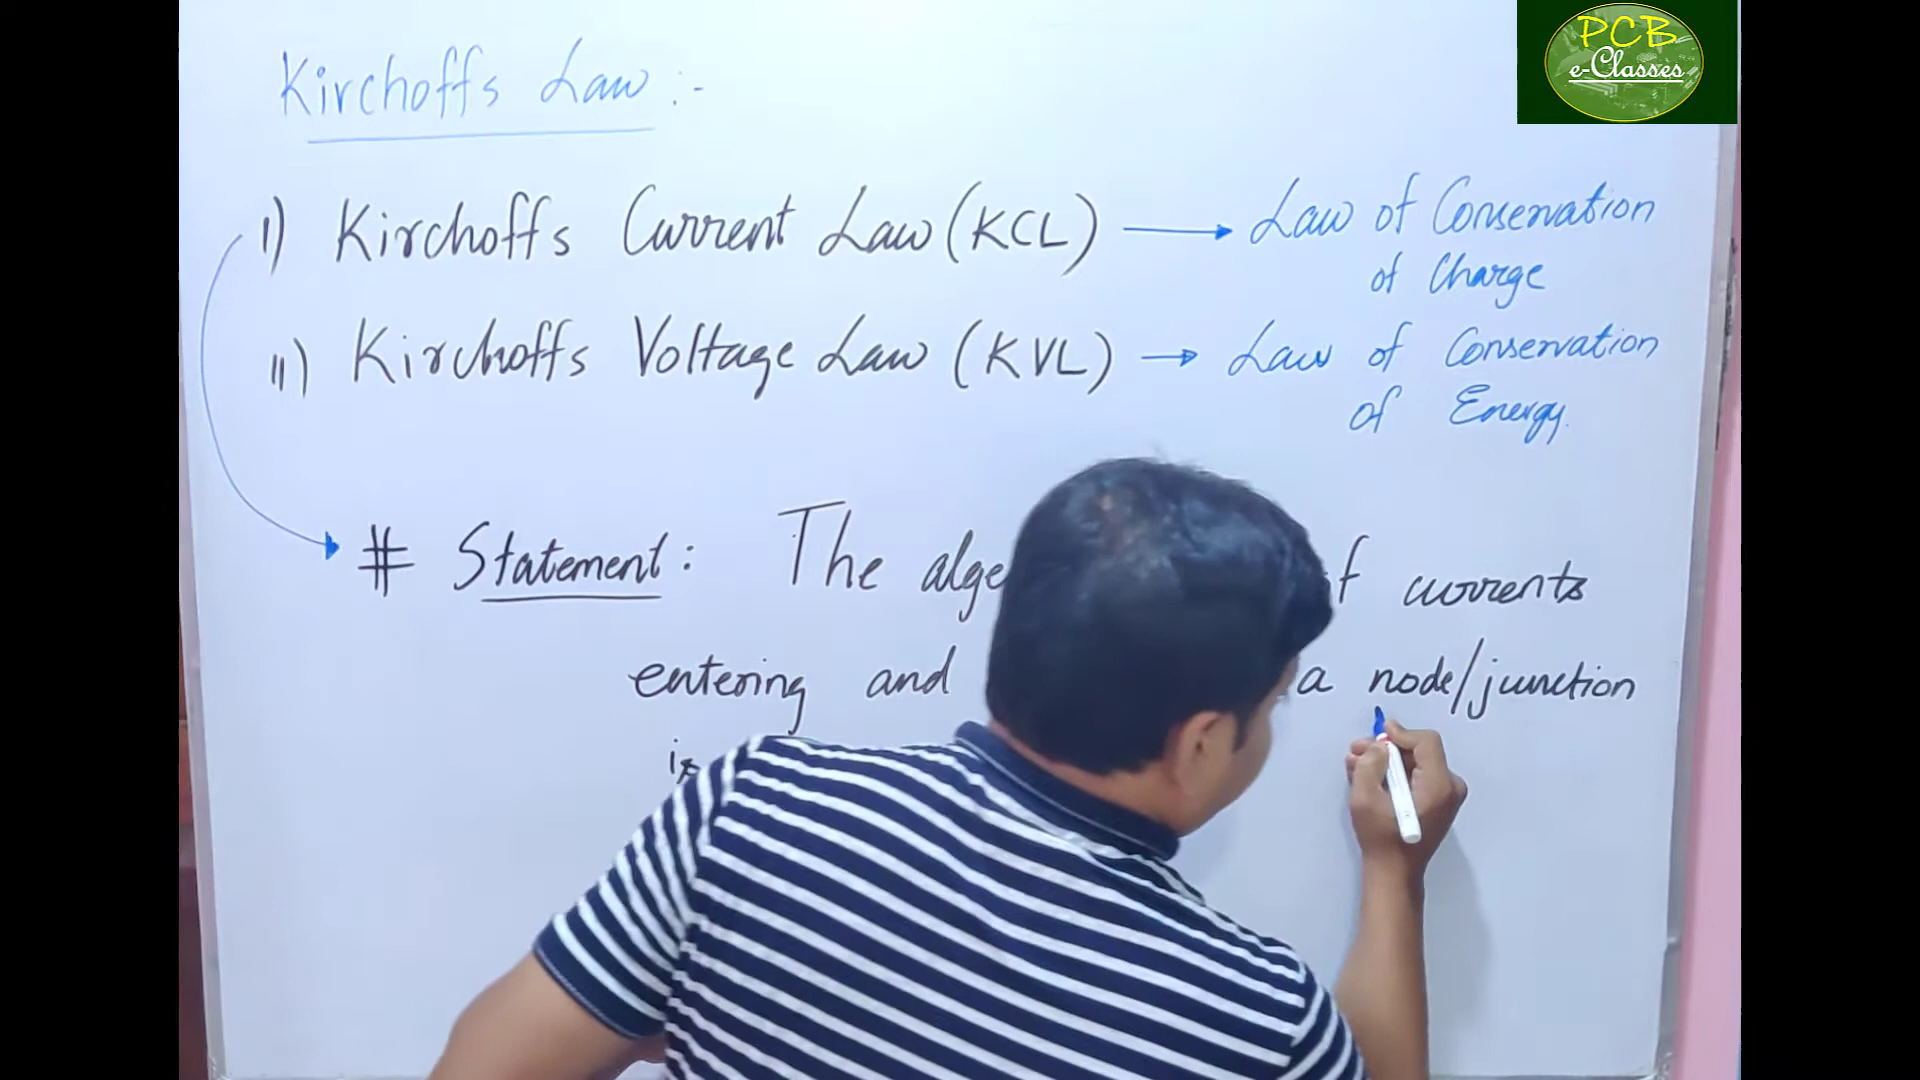 PCB
e-Classes
Kirchoffs Law :-
i) Kirchoffs Current Law (KCL) → Law of Conservation
of Charge
ii) Kirchoffs Voltage Law (KVL) → Law of Conservation
of Energy.
# Statement : The alge f currents
entering and a node/junction
is